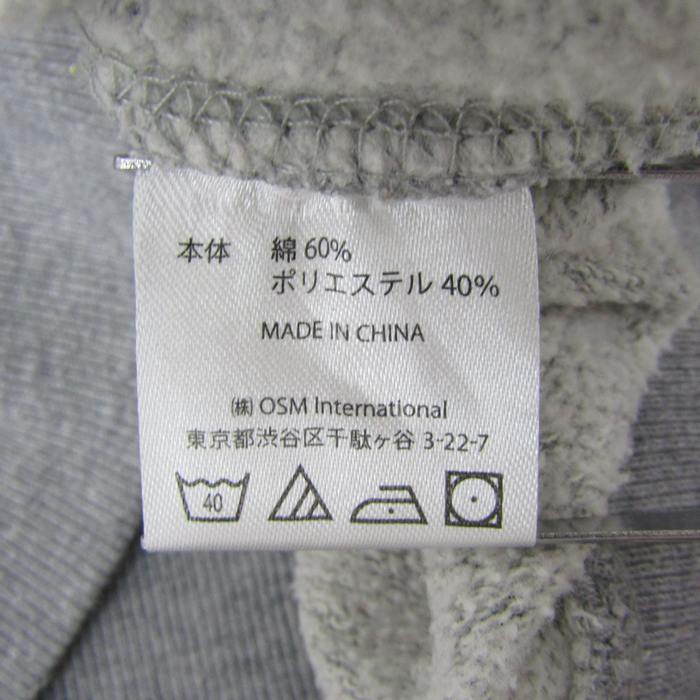 本体 綿 60%
ポリエステル 40%
MADE IN CHINA
㈱ OSM International
東京都渋谷区千駄ヶ谷 3-22-7
40